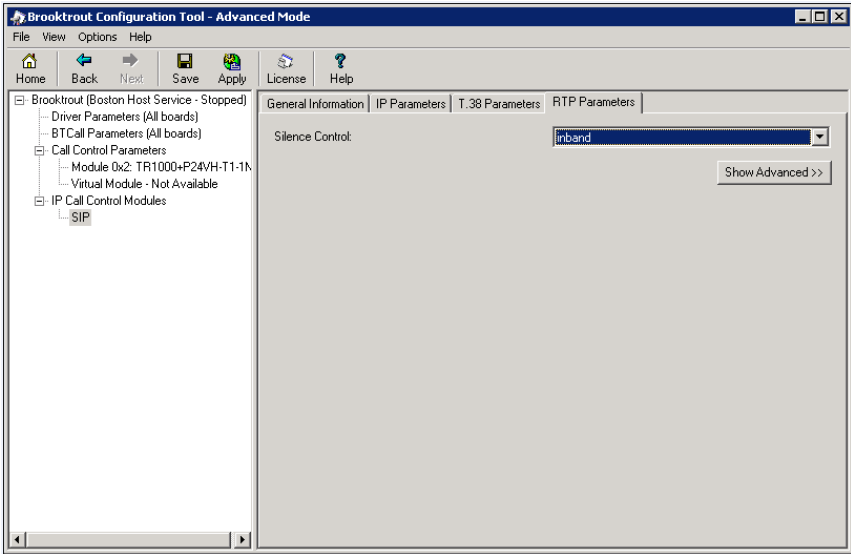 Brooktrout Configuration Tool - Advanced Mode
File View Options Help
Home Back Next Save Apply License Help
Brooktrout (Boston Host Service - Stopped)
Driver Parameters (All boards)
BTCall Parameters (All boards)
Call Control Parameters
Module 0x2: TR1000+P24VH-T1-1N
Virtual Module - Not Available
IP Call Control Modules
SIP
General Information IP Parameters T.38 Parameters RTP Parameters
Silence Control: inband
Show Advanced >>